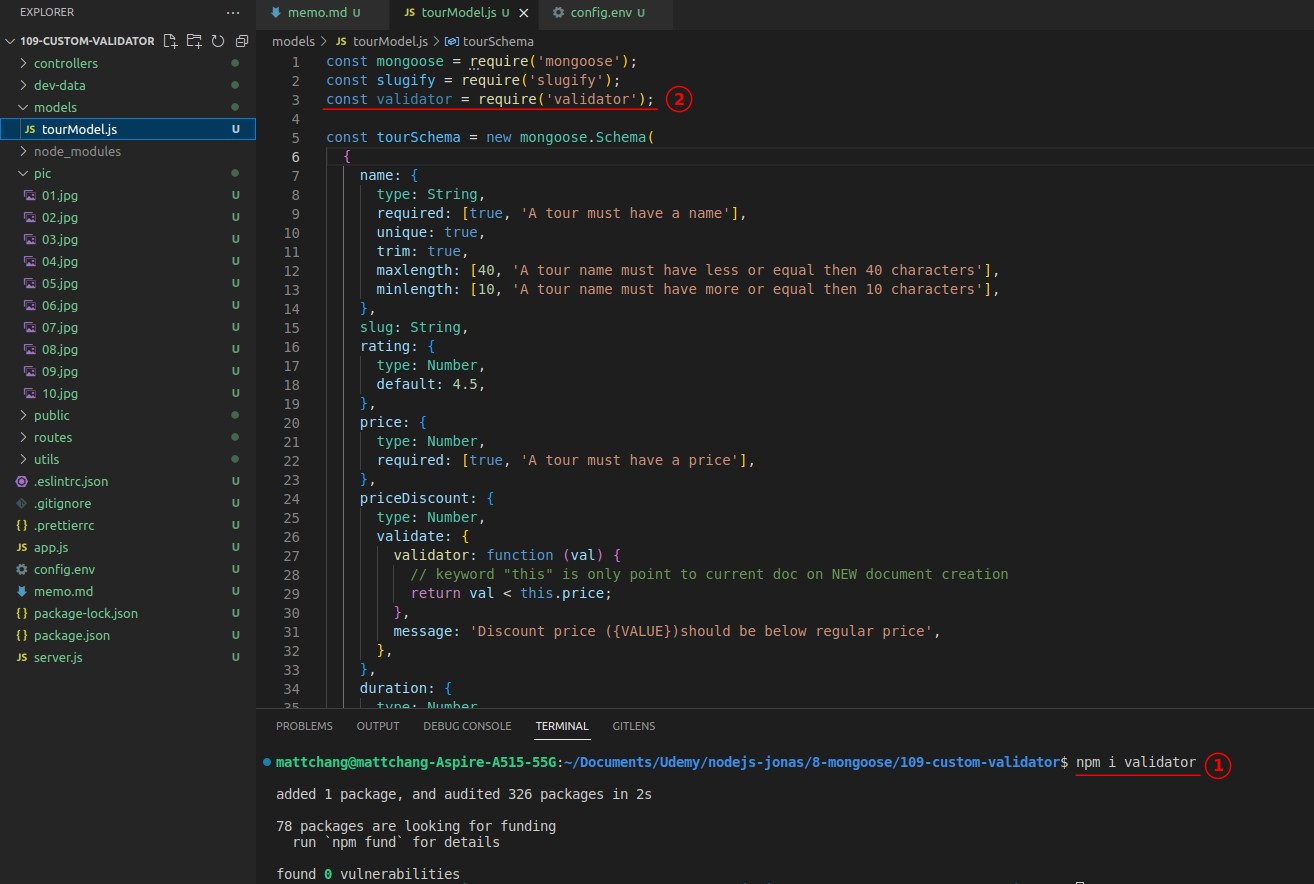 EXPLORER
memo.md U
tourModel.js U
config.env U
109-CUSTOM-VALIDATOR
controllers
dev-data
models
tourModel.js U
node_modules
pic
01.jpg U
02.jpg U
03.jpg U
04.jpg U
05.jpg U
06.jpg U
07.jpg U
08.jpg U
09.jpg U
10.jpg U
public
routes
utils
.eslintrc.json U
.gitignore U
.prettierrc U
app.js U
config.env U
memo.md U
package-lock.json U
package.json U
server.js U
models > JS tourModel.js > tourSchema
1 const mongoose = require('mongoose');
2 const slugify = require('slugify');
3 const validator = require('validator'); 2
4
5 const tourSchema = new mongoose.Schema(
6 {
7 name: {
8 type: String,
9 required: [true, 'A tour must have a name'],
10 unique: true,
11 trim: true,
12 maxlength: [40, 'A tour name must have less or equal then 40 characters'],
13 minlength: [10, 'A tour name must have more or equal then 10 characters'],
14 },
15 slug: String,
16 rating: {
17 type: Number,
18 default: 4.5,
19 },
20 price: {
21 type: Number,
22 required: [true, 'A tour must have a price'],
23 },
24 priceDiscount: {
25 type: Number,
26 validate: {
27 validator: function (val) {
28 // keyword "this" is only point to current doc on NEW document creation
29 return val < this.price;
30 },
31 message: 'Discount price ({VALUE})should be below regular price',
32 },
33 },
34 duration: {
35 type: Number,
PROBLEMS OUTPUT DEBUG CONSOLE TERMINAL GITLENS
mattchang@mattchang-Aspire-A515-55G:~/Documents/Udemy/nodejs-jonas/8-mongoose/109-custom-validator$ npm i validator 1
added 1 package, and audited 326 packages in 2s
78 packages are looking for funding
run `npm fund` for details
found 0 vulnerabilities